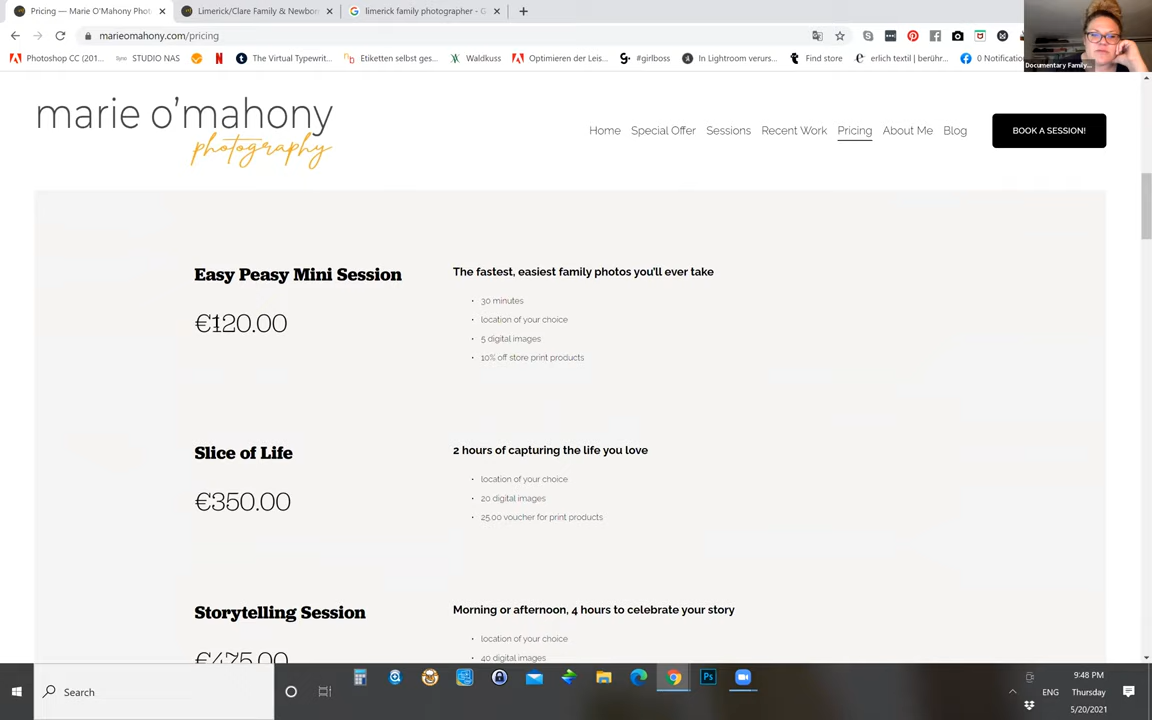 Pricing — Marie O'Mahony Phot
Limerick/Clare Family & Newborn
limerick family photographer - G
marieomahony.com/pricing
Photoshop CC (201...
STUDIO NAS
The Virtual Typewrit...
Etiketten selbst ges...
Waldkuss
Optimieren der Leis...
#girlboss
In Lightroom verurs...
Find store
erlich textil | berühr...
0 Notification
Documentary Family...
marie o'mahony
photography
Home
Special Offer
Sessions
Recent Work
Pricing
About Me
Blog
BOOK A SESSION!
Easy Peasy Mini Session
€120.00
The fastest, easiest family photos you'll ever take
• 30 minutes
• location of your choice
• 5 digital images
• 10% off store print products
Slice of Life
€350.00
2 hours of capturing the life you love
• location of your choice
• 20 digital images
• 25.00 voucher for print products
Storytelling Session
€475.00
Morning or afternoon, 4 hours to celebrate your story
• location of your choice
• 40 digital images
Search
Ps
ENG
9:48 PM
Thursday
5/20/2021